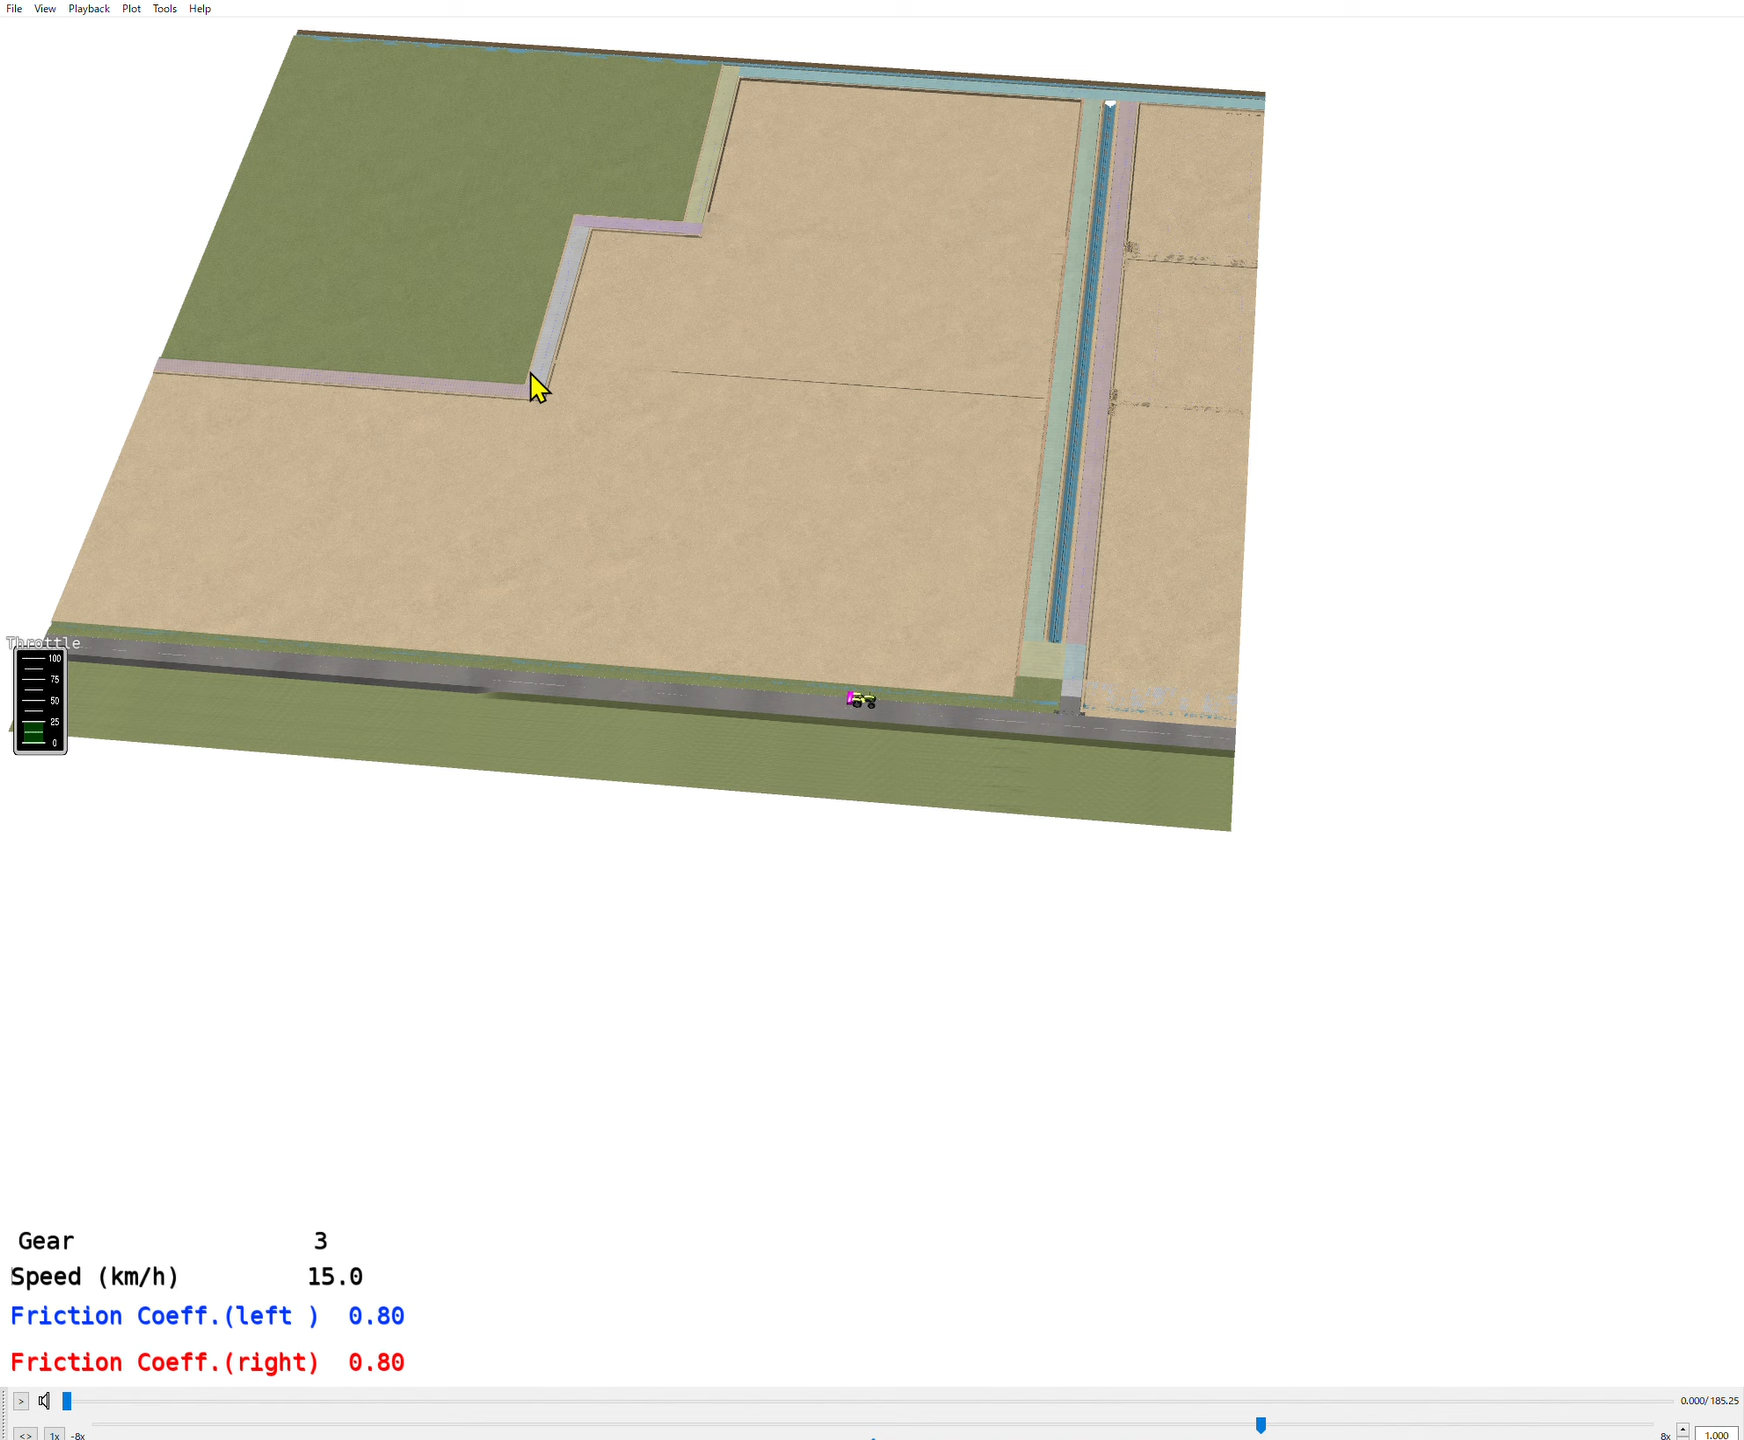 File View Playback Plot Tools Help
Throttle
100
75
50
25
0
Gear 3
Speed (km/h) 15.0
Friction Coeff.(left ) 0.80
Friction Coeff.(right) 0.80
> 0.000/185.25
<> 1x -8x 8x 1.000